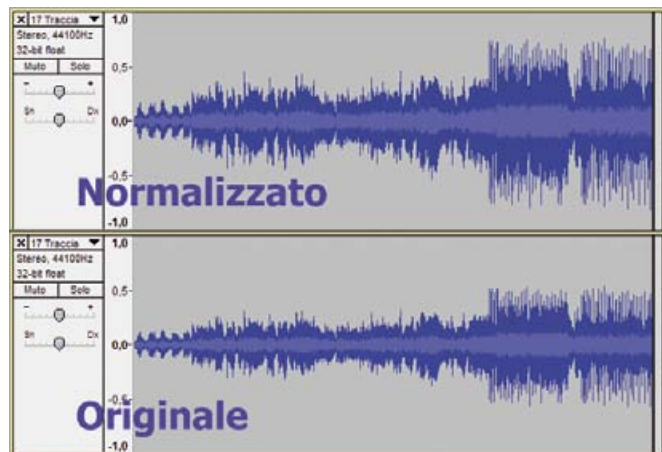 X 17 Traccia ▼ 1,0
Stereo, 44100Hz
32-bit float
Muto Solo
0,5-
- +
Sn Dx
0,0-
-0,5-
Normalizzato
-1,0
X 17 Traccia ▼ 1,0
Stereo, 44100Hz
32-bit float
Muto Solo
0,5-
- +
Sn Dx
0,0-
-0,5-
Originale
-1,0